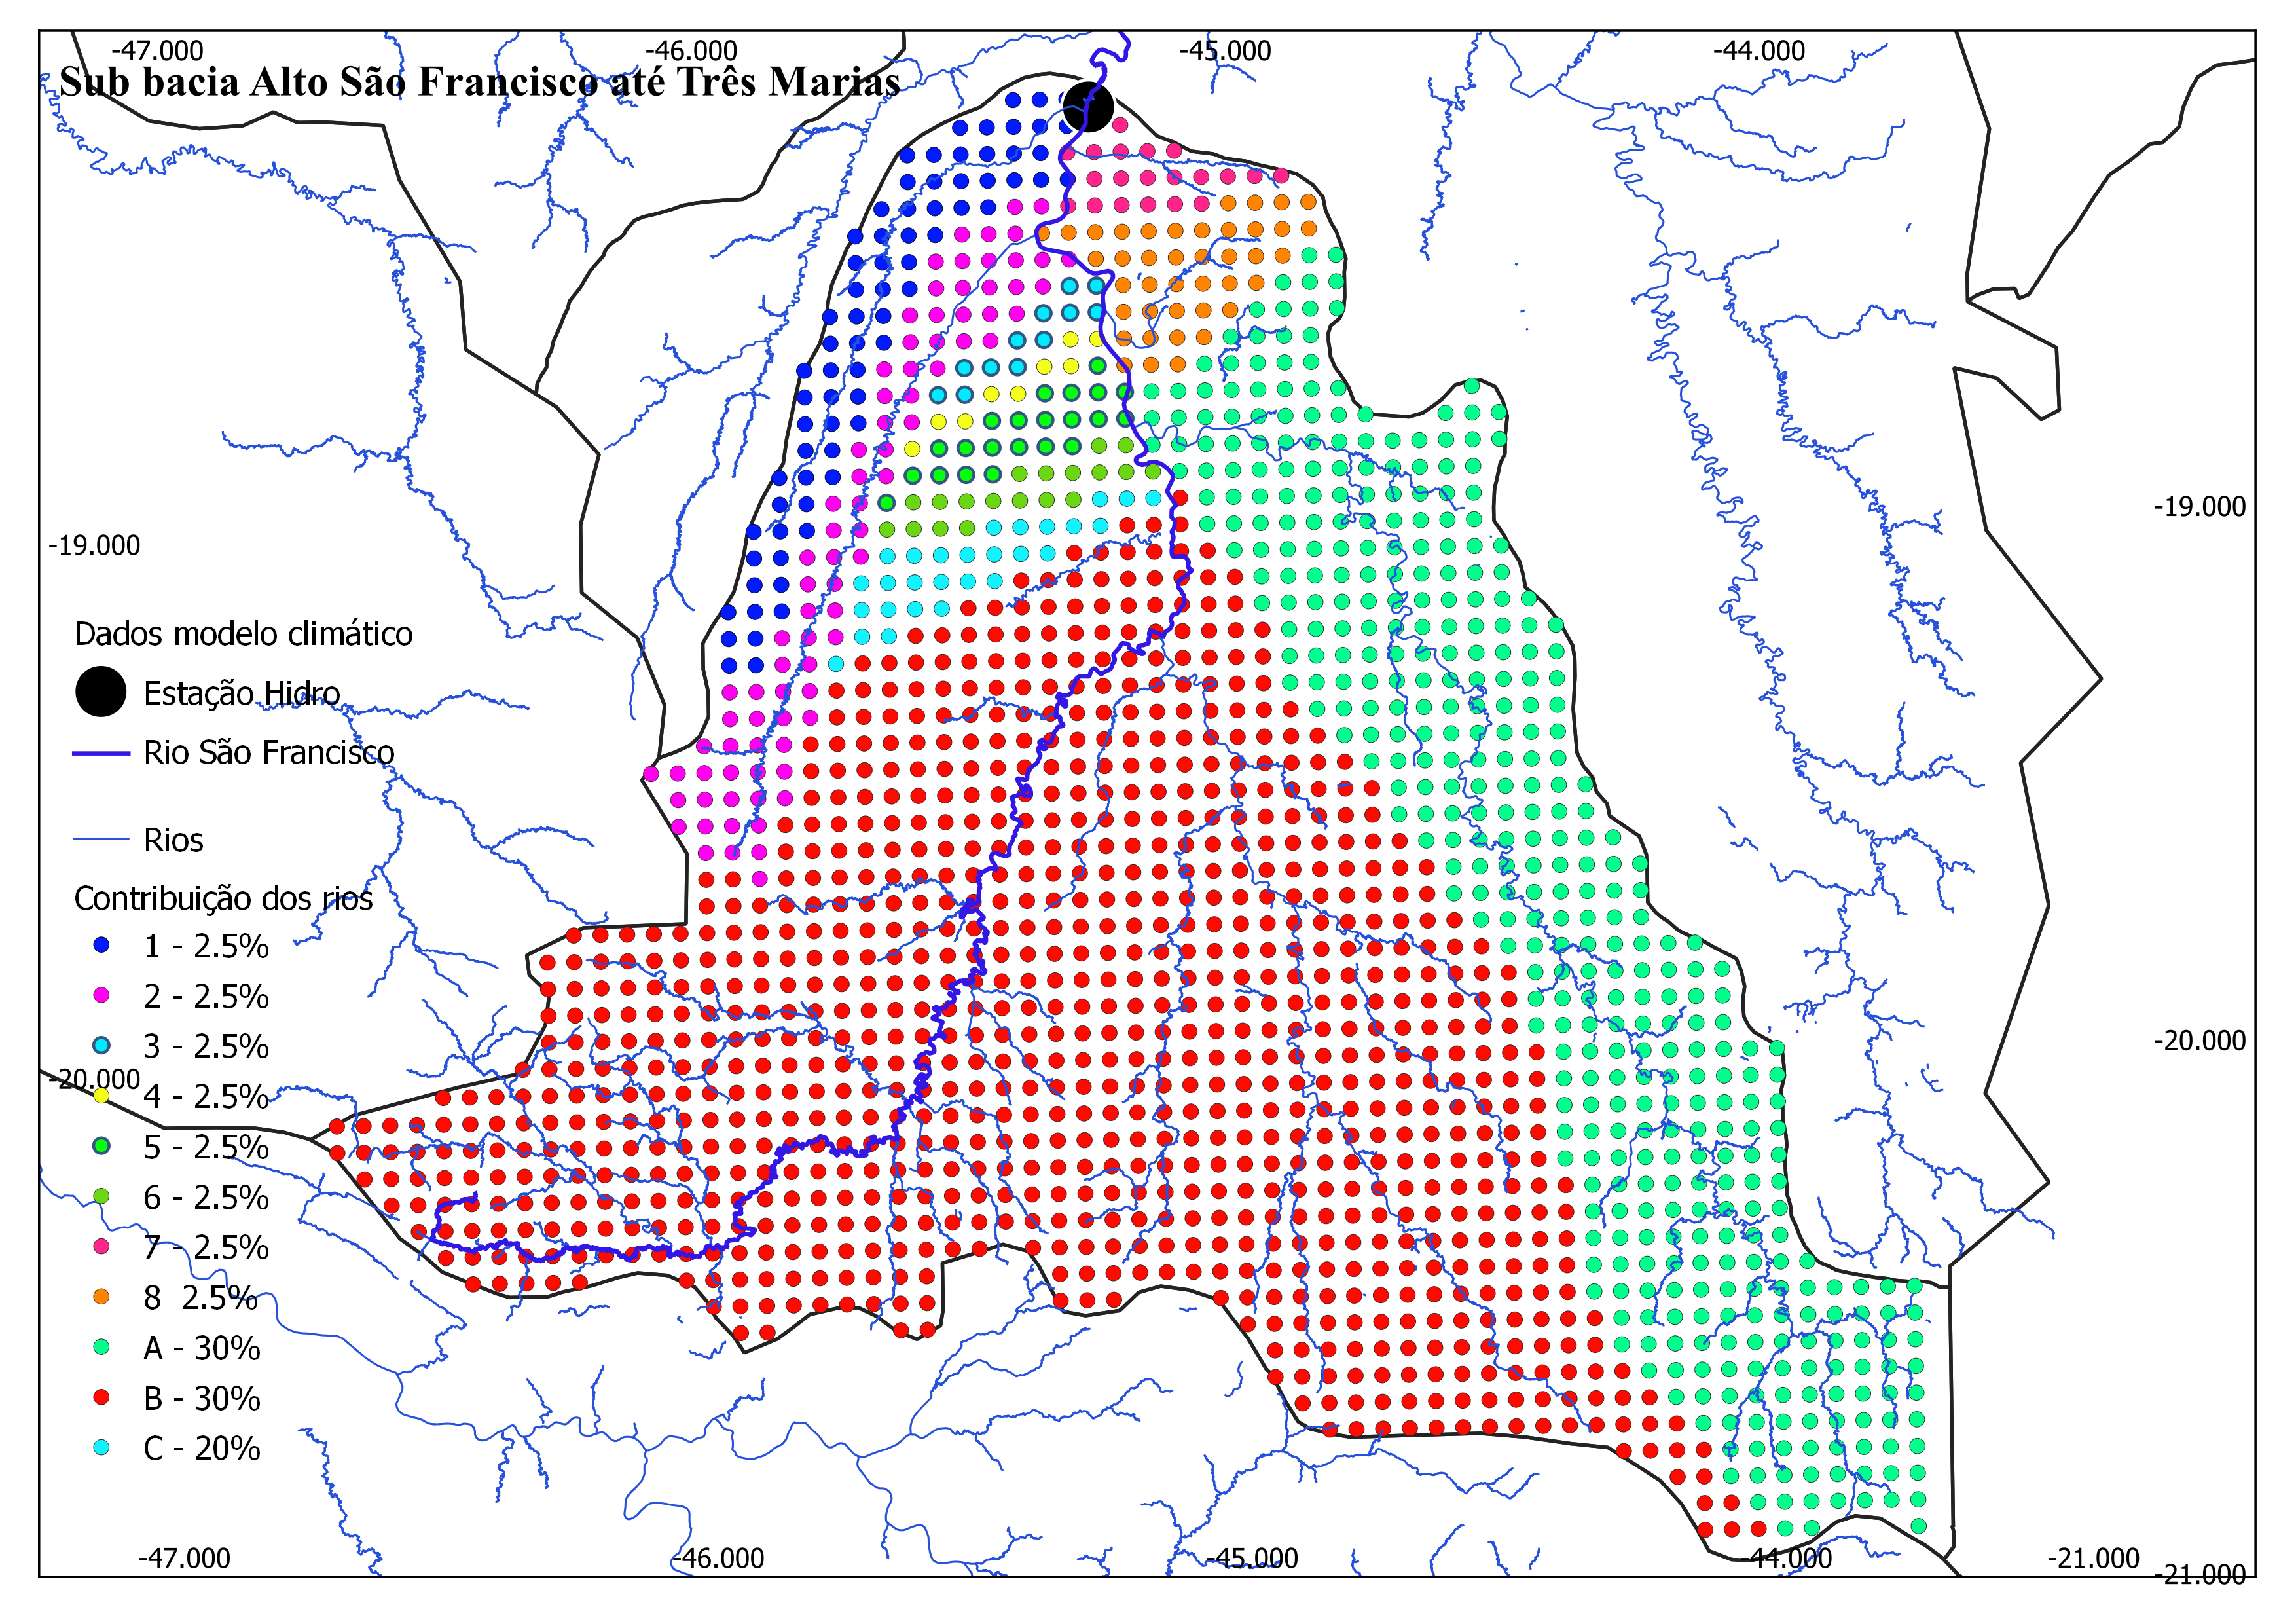 -47.000 -46.000 -45.000 -44.000
Sub bacia Alto São Francisco até Três Marias
-19.000
-19.000
Dados modelo climático
Estação Hidro
Rio São Francisco
Rios
Contribuição dos rios
1 - 2.5%
2 - 2.5%
3 - 2.5%
-20.000
-20.000
4 - 2.5%
5 - 2.5%
6 - 2.5%
7 - 2.5%
8 2.5%
A - 30%
B - 30%
C - 20%
-47.000 -46.000 -45.000 -44.000 -21.000
-21.000